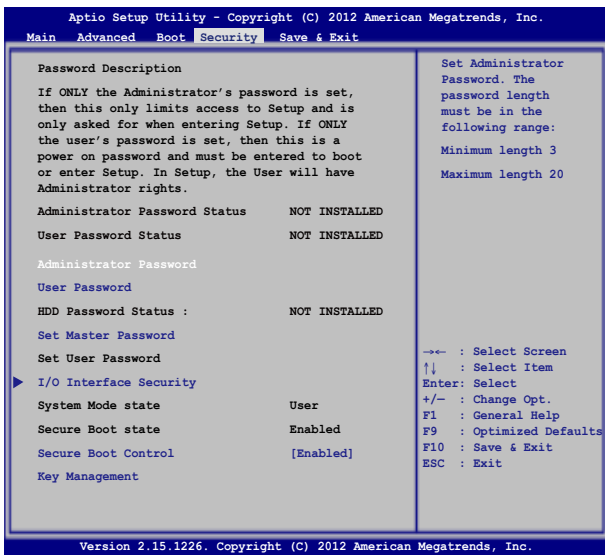 Aptio Setup Utility - Copyright (C) 2012 American Megatrends, Inc.
Main Advanced Boot Security Save & Exit
Password Description
If ONLY the Administrator's password is set,
then this only limits access to Setup and is
only asked for when entering Setup. If ONLY
the user's password is set, then this is a
power on password and must be entered to boot
or enter Setup. In Setup, the User will have
Administrator rights.
Administrator Password Status NOT INSTALLED
User Password Status NOT INSTALLED
Administrator Password
User Password
HDD Password Status : NOT INSTALLED
Set Master Password
Set User Password
I/O Interface Security
System Mode state User
Secure Boot state Enabled
Secure Boot Control [Enabled]
Key Management
Set Administrator
Password. The
password length
must be in the
following range:
Minimum length 3
Maximum length 20
→← : Select Screen
↑↓ : Select Item
Enter: Select
+/— : Change Opt.
F1 : General Help
F9 : Optimized Defaults
F10 : Save & Exit
ESC : Exit
Version 2.15.1226. Copyright (C) 2012 American Megatrends, Inc.